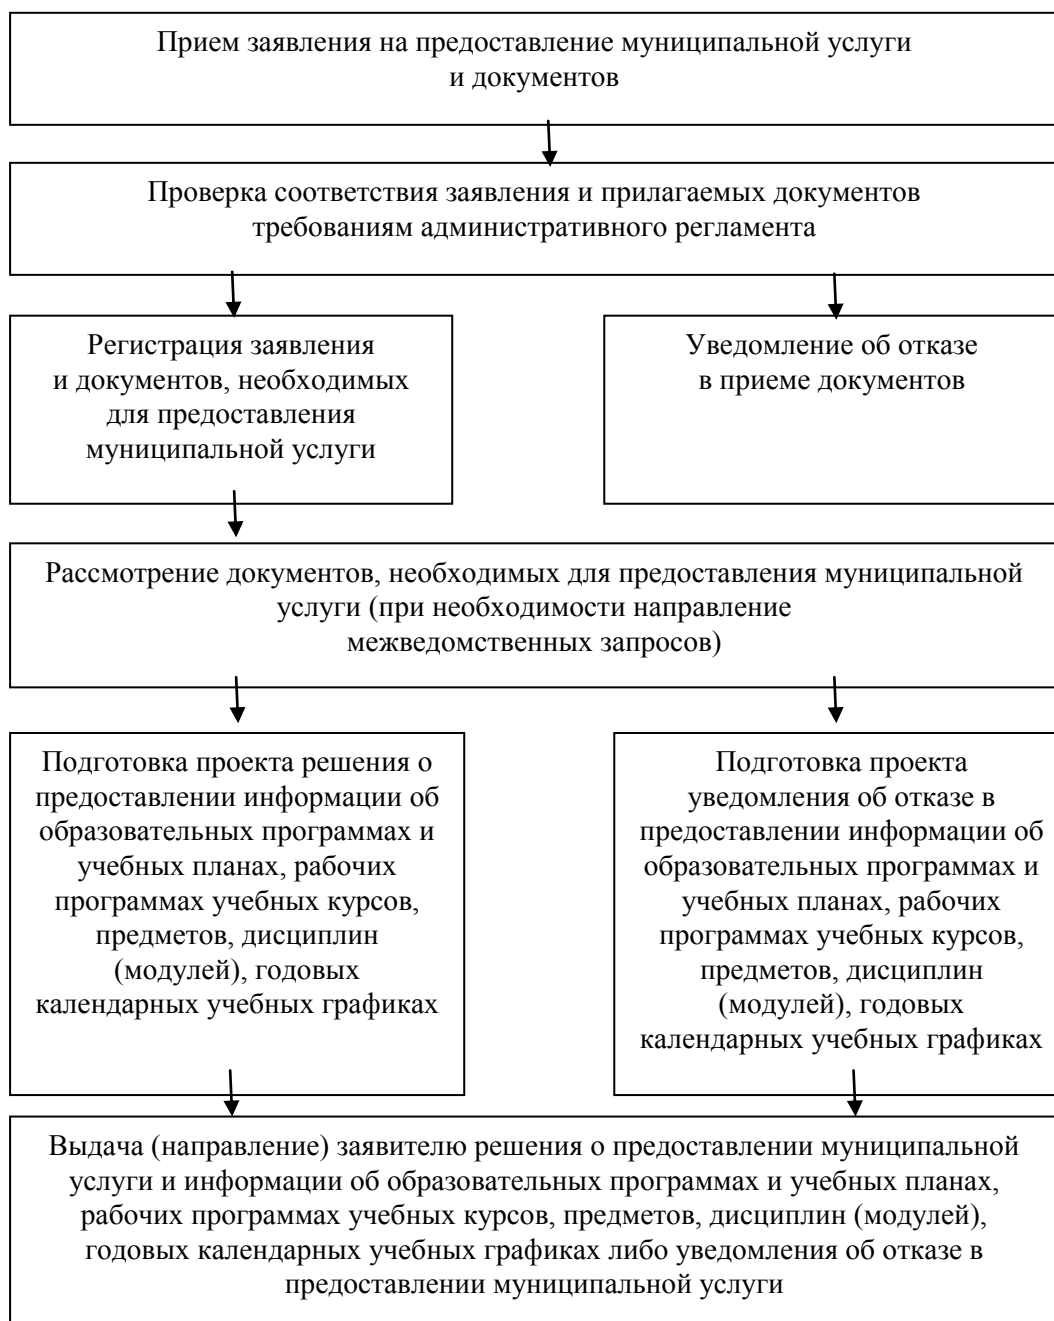 Прием заявления на предоставление муниципальной услуги
и документов
Проверка соответствия заявления и прилагаемых документов
требованиям административного регламента
Регистрация заявления
и документов, необходимых
для предоставления
муниципальной услуги
Уведомление об отказе
в приеме документов
Рассмотрение документов, необходимых для предоставления муниципальной
услуги (при необходимости направление
межведомственных запросов)
Подготовка проекта решения о
предоставлении информации об
образовательных программах и
учебных планах, рабочих
программах учебных курсов,
предметов, дисциплин
(модулей), годовых
календарных учебных графиках
Подготовка проекта
уведомления об отказе в
предоставлении информации об
образовательных программах и
учебных планах, рабочих
программах учебных курсов,
предметов, дисциплин
(модулей), годовых
календарных учебных графиках
Выдача (направление) заявителю решения о предоставлении муниципальной
услуги и информации об образовательных программах и учебных планах,
рабочих программах учебных курсов, предметов, дисциплин (модулей),
годовых календарных учебных графиках либо уведомления об отказе в
предоставлении муниципальной услуги